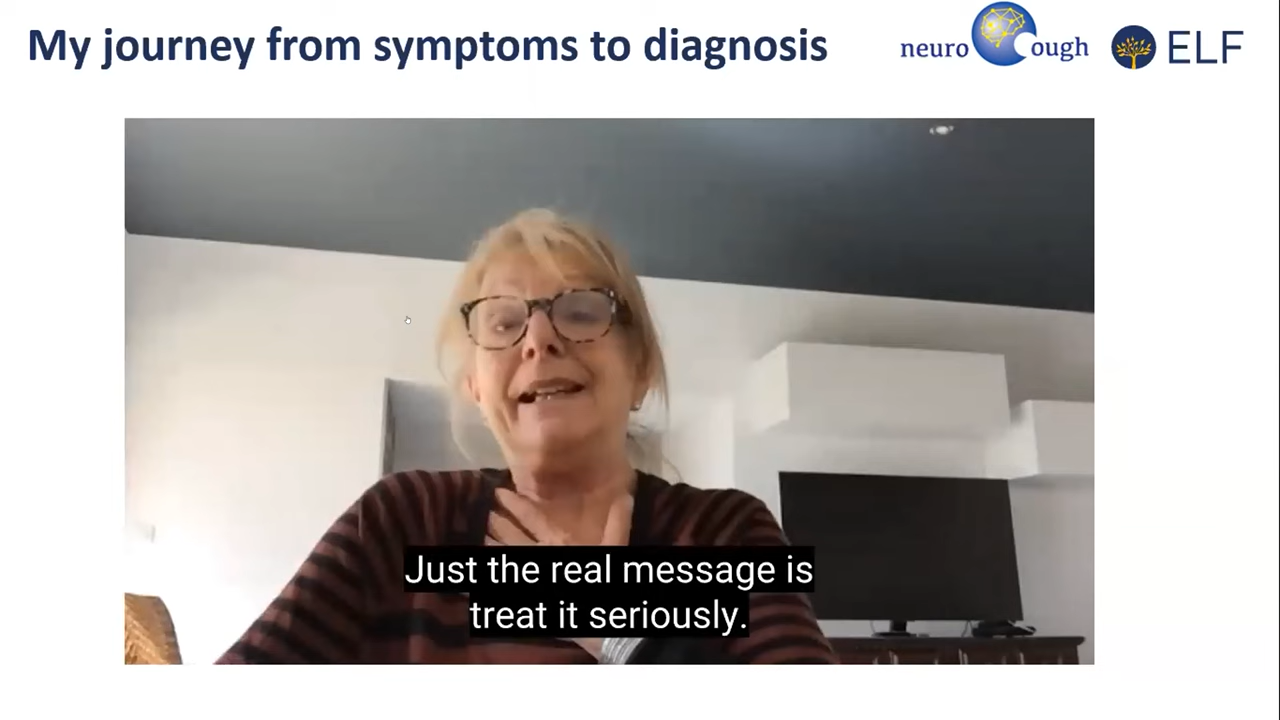 My journey from symptoms to diagnosis
neuro ough
ELF
Just the real message is
treat it seriously.